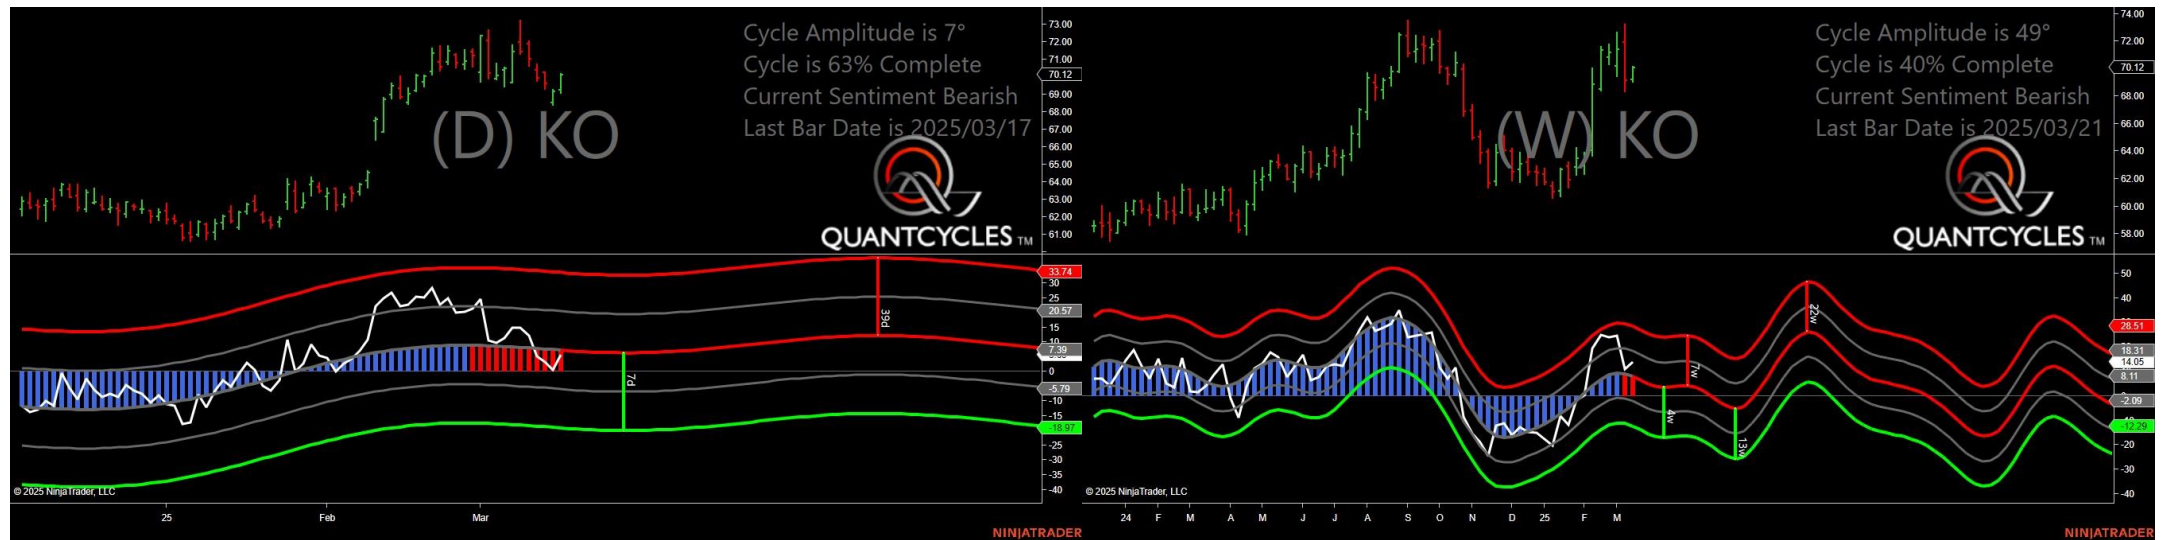 Cycle Amplitude is 7°
Cycle is 63% Complete
Current Sentiment Bearish
Last Bar Date is 2025/03/17
(D) KO
QUANTCYCLES TM
73.00
72.00
71.00
70.12
69.00
68.00
67.00
66.00
65.00
64.00
63.00
62.00
61.00
33.74
30
25
20.57
15
10
7.39
0
-5.79
-10
-15
-18.97
-25
-30
-35
-40
39d
7d
© 2025 NinjaTrader, LLC
25
Feb
Mar
NINJATRADER
Cycle Amplitude is 49°
Cycle is 40% Complete
Current Sentiment Bearish
Last Bar Date is 2025/03/21
(W) KO
QUANTCYCLES TM
74.00
72.00
70.12
68.00
66.00
64.00
62.00
60.00
58.00
50
40
28.51
18.31
14.05
8.11
-2.09
-12.29
-20
-30
-40
22w
7w
4w
13w
© 2025 NinjaTrader, LLC
24 F M A M J J A S O N D 25 F M
NINJATRADER